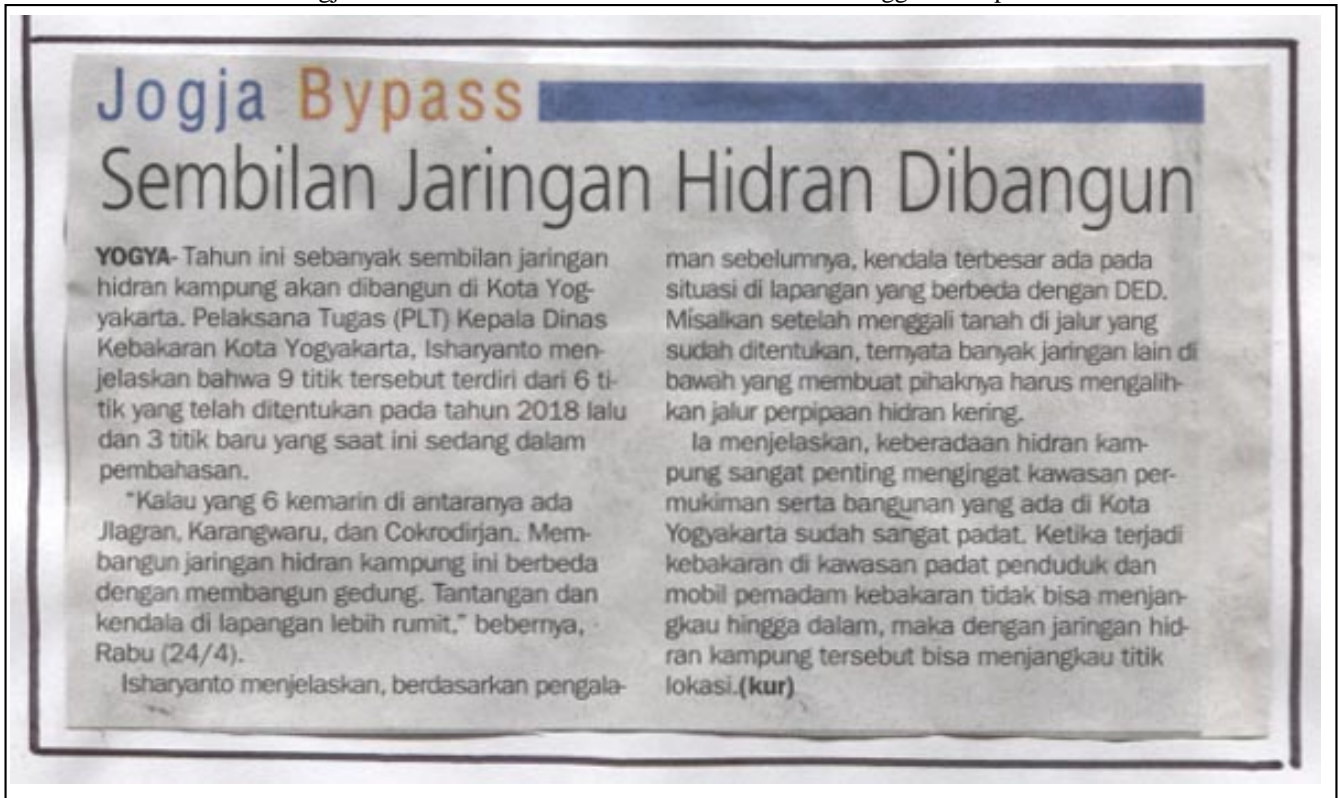 Jogja Bypass
Sembilan Jaringan Hidran Dibangun
YOGYA- Tahun ini sebanyak sembilan jaringan
hidran kampung akan dibangun di Kota Yog-
yakarta. Pelaksana Tugas (PLT) Kepala Dinas
Kebakaran Kota Yogyakarta, Isharyanto men-
jelaskan bahwa 9 titik tersebut terdiri dari 6 ti-
tik yang telah ditentukan pada tahun 2018 lalu
dan 3 titik baru yang saat ini sedang dalam
pembahasan.
"Kalau yang 6 kemarin di antaranya ada
Jlagran, Karangwaru, dan Cokrodirjan. Mem-
bangun jaringan hidran kampung ini berbeda
dengan membangun gedung. Tantangan dan
kendala di lapangan lebih rumit," bebernya,
Rabu (24/4).
Isharyanto menjelaskan, berdasarkan pengala-
man sebelumnya, kendala terbesar ada pada
situasi di lapangan yang berbeda dengan DED.
Misalkan setelah menggali tanah di jalur yang
sudah ditentukan, ternyata banyak jaringan lain di
bawah yang membuat pihaknya harus mengalih-
kan jalur perpipaan hidran kering.
Ia menjelaskan, keberadaan hidran kam-
pung sangat penting mengingat kawasan per-
mukiman serta bangunan yang ada di Kota
Yogyakarta sudah sangat padat. Ketika terjadi
kebakaran di kawasan padat penduduk dan
mobil pemadam kebakaran tidak bisa menjan-
gkau hingga dalam, maka dengan jaringan hid-
ran kampung tersebut bisa menjangkau titik
lokasi.(kur)